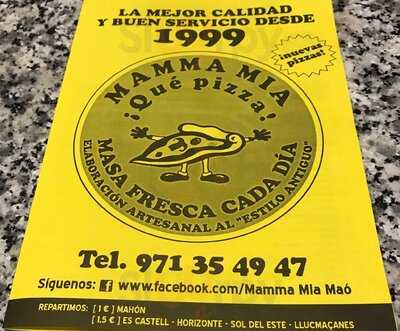 LA MEJOR CALIDAD
Y BUEN SERVICIO DESDE
1999
¡nuevas
pizzas!
MAMMA MIA
¡Qué pizza!
MASA FRESCA CADA DÍA
ELABORACIÓN ARTESANAL AL "ESTILO ANTIGUO"
Tel. 971 35 49 47
Síguenos: f www.facebook.com/Mamma Mia Maó
REPARTIMOS: [1 €] MAHÓN
[1.5 €] ES CASTELL - HORIZONTE - SOL DEL ESTE - LLUCMAÇANES